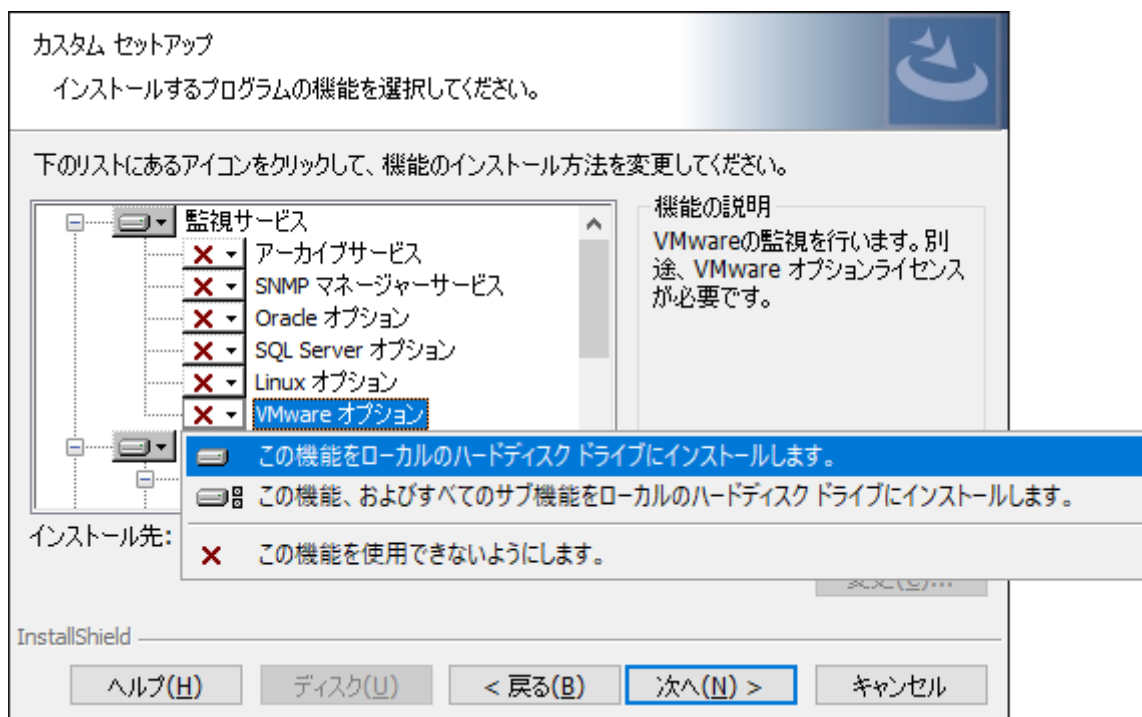 カスタム セットアップ
インストールするプログラムの機能を選択してください。
下のリストにあるアイコンをクリックして、機能のインストール方法を変更してください。
監視サービス
アーカイブサービス
SNMP マネージャーサービス
Oracle オプション
SQL Server オプション
Linux オプション
VMware オプション
機能の説明
VMwareの監視を行います。別
途、VMware オプションライセンス
が必要です。
この機能をローカルのハードディスク ドライブにインストールします。
この機能、およびすべてのサブ機能をローカルのハードディスク ドライブにインストールします。
この機能を使用できないようにします。
インストール先:
InstallShield
ヘルプ(H)
ディスク(U)
< 戻る(B)
次へ(N) >
キャンセル